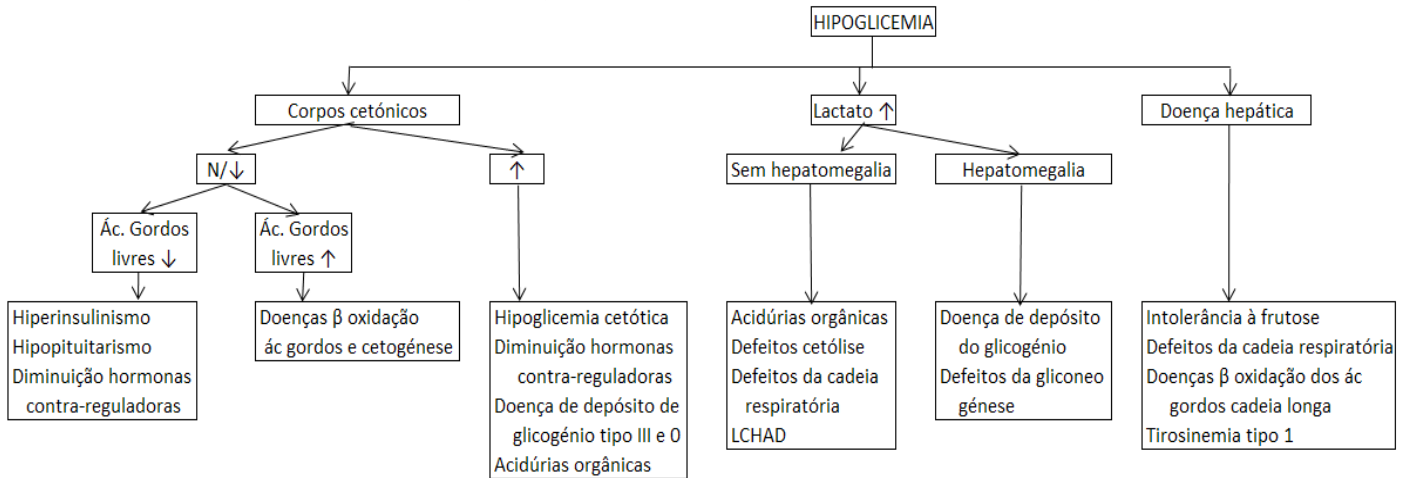 HIPOGLICEMIA
Corpos cetónicos
Lactato ↑
Doença hepática
N/↓
↑
Sem hepatomegalia
Hepatomegalia
Ác. Gordos
livres ↓
Ác. Gordos
livres ↑
Hiperinsulinismo
Hipopituitarismo
Diminuição hormonas
contra-reguladoras
Doenças β oxidação
ác gordos e cetogénese
Hipoglicemia cetótica
Diminuição hormonas
contra-reguladoras
Doença de depósito de
glicogénio tipo III e 0
Acidúrias orgânicas
Acidúrias orgânicas
Defeitos cetólise
Defeitos da cadeia
respiratória
LCHAD
Doença de depósito
do glicogénio
Defeitos da gliconeo
génese
Intolerância à frutose
Defeitos da cadeia respiratória
Doenças β oxidação dos ác
gordos cadeia longa
Tirosinemia tipo 1